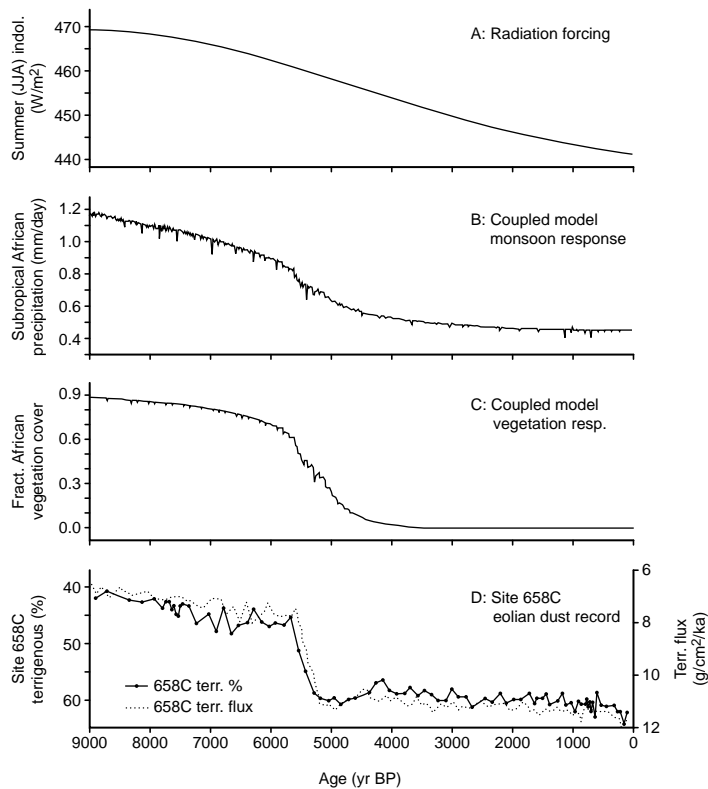 470
460
450
440
Summer (JJA) indol.
(W/m2)
A: Radiation forcing
1.2
1.0
0.8
0.6
0.4
Subropical African
precipitation (mm/day)
B: Coupled model
monsoon response
0.9
0.6
0.3
0.0
Fract. African
vegetation cover
C: Coupled model
vegetation resp.
40
50
60
Site 658C
terrigenous (%)
D: Site 658C
eolian dust record
658C terr. %
658C terr. flux
6
8
10
12
Terr. flux
(g/cm2/ka)
9000 8000 7000 6000 5000 4000 3000 2000 1000 0
Age (yr BP)